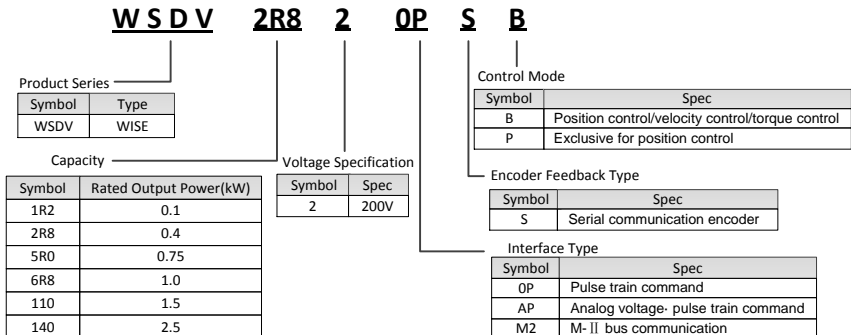 WSDV 2R8 2 0P S B
Product Series
Symbol Type
WSDV WISE
Capacity
Symbol Rated Output Power(kW)
1R2 0.1
2R8 0.4
5R0 0.75
6R8 1.0
110 1.5
140 2.5
Voltage Specification
Symbol Spec
2 200V
Control Mode
Symbol Spec
B Position control/velocity control/torque control
P Exclusive for position control
Encoder Feedback Type
Symbol Spec
S Serial communication encoder
Interface Type
Symbol Spec
0P Pulse train command
AP Analog voltage· pulse train command
M2 M-Ⅱ bus communication